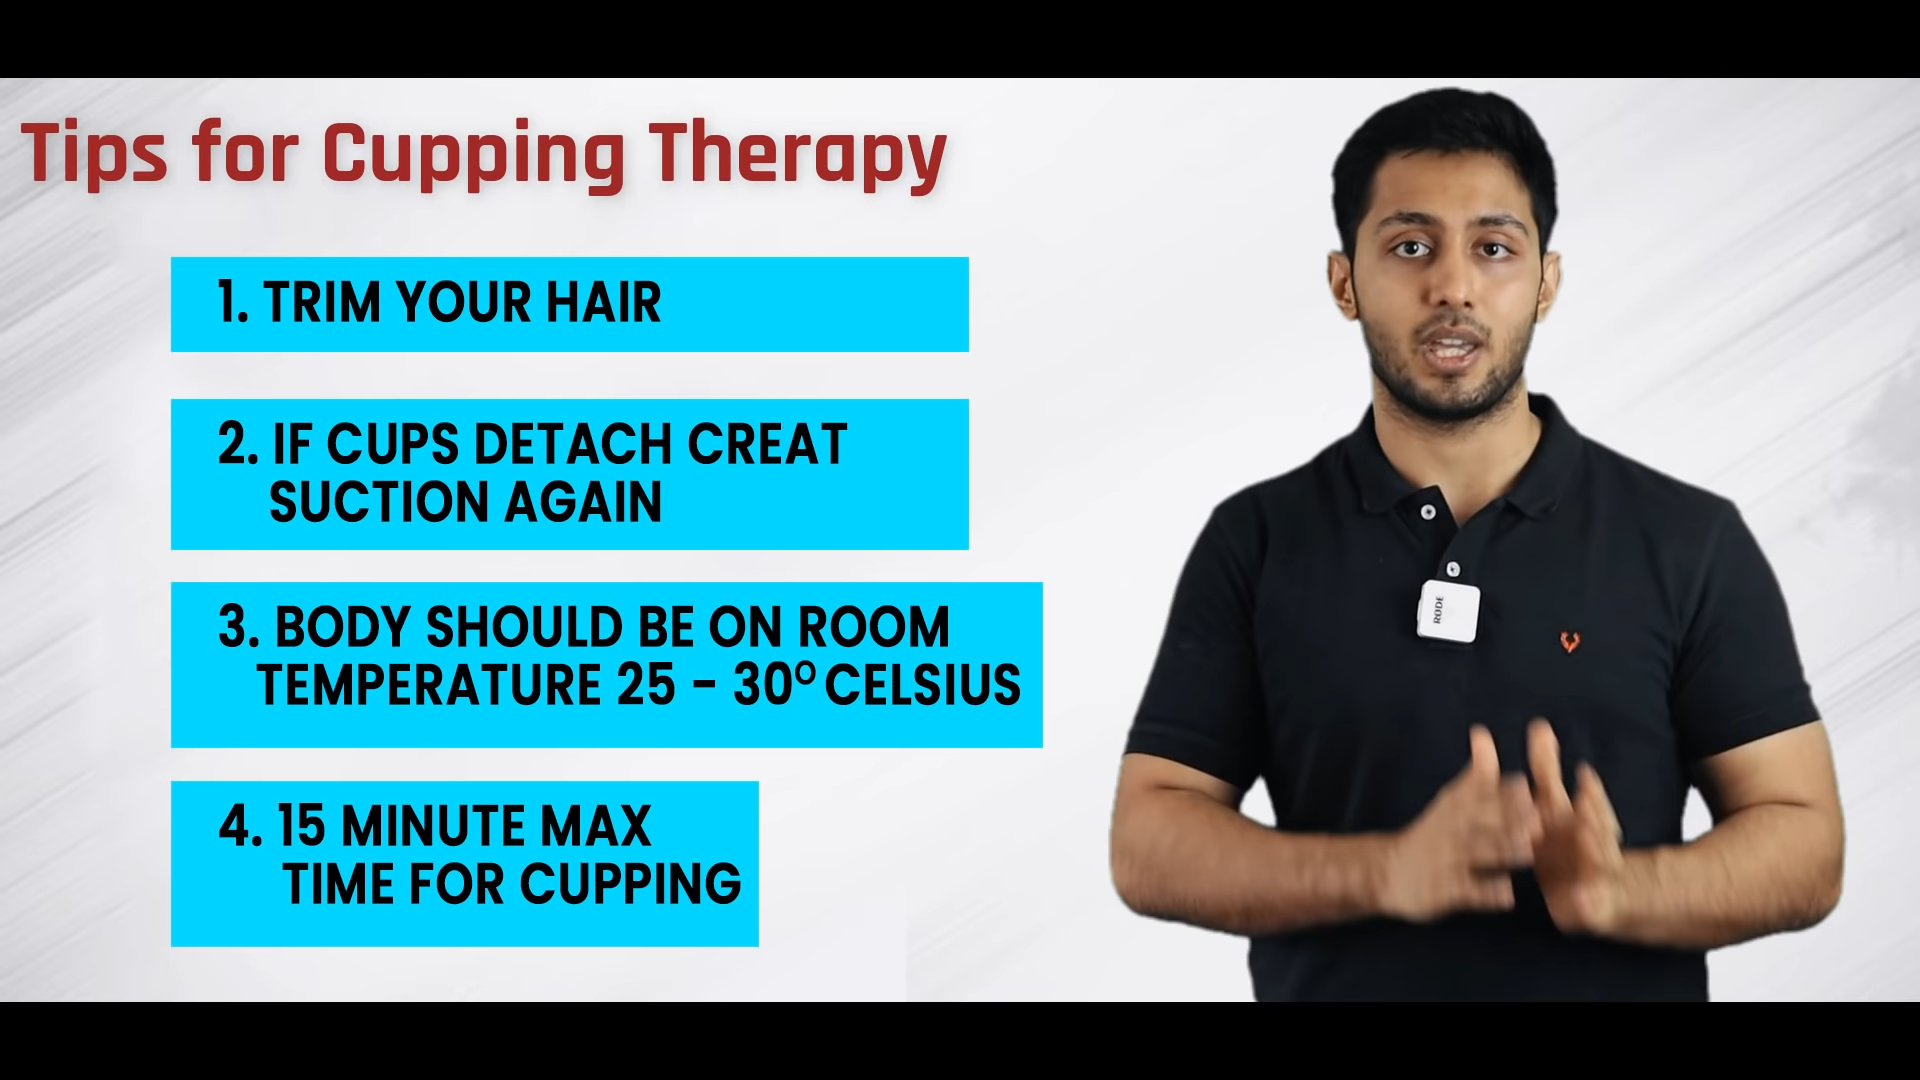 Tips for Cupping Therapy
1. TRIM YOUR HAIR
2. IF CUPS DETACH CREAT
SUCTION AGAIN
3. BODY SHOULD BE ON ROOM
TEMPERATURE 25 - 30° CELSIUS
4. 15 MINUTE MAX
TIME FOR CUPPING
RØDE